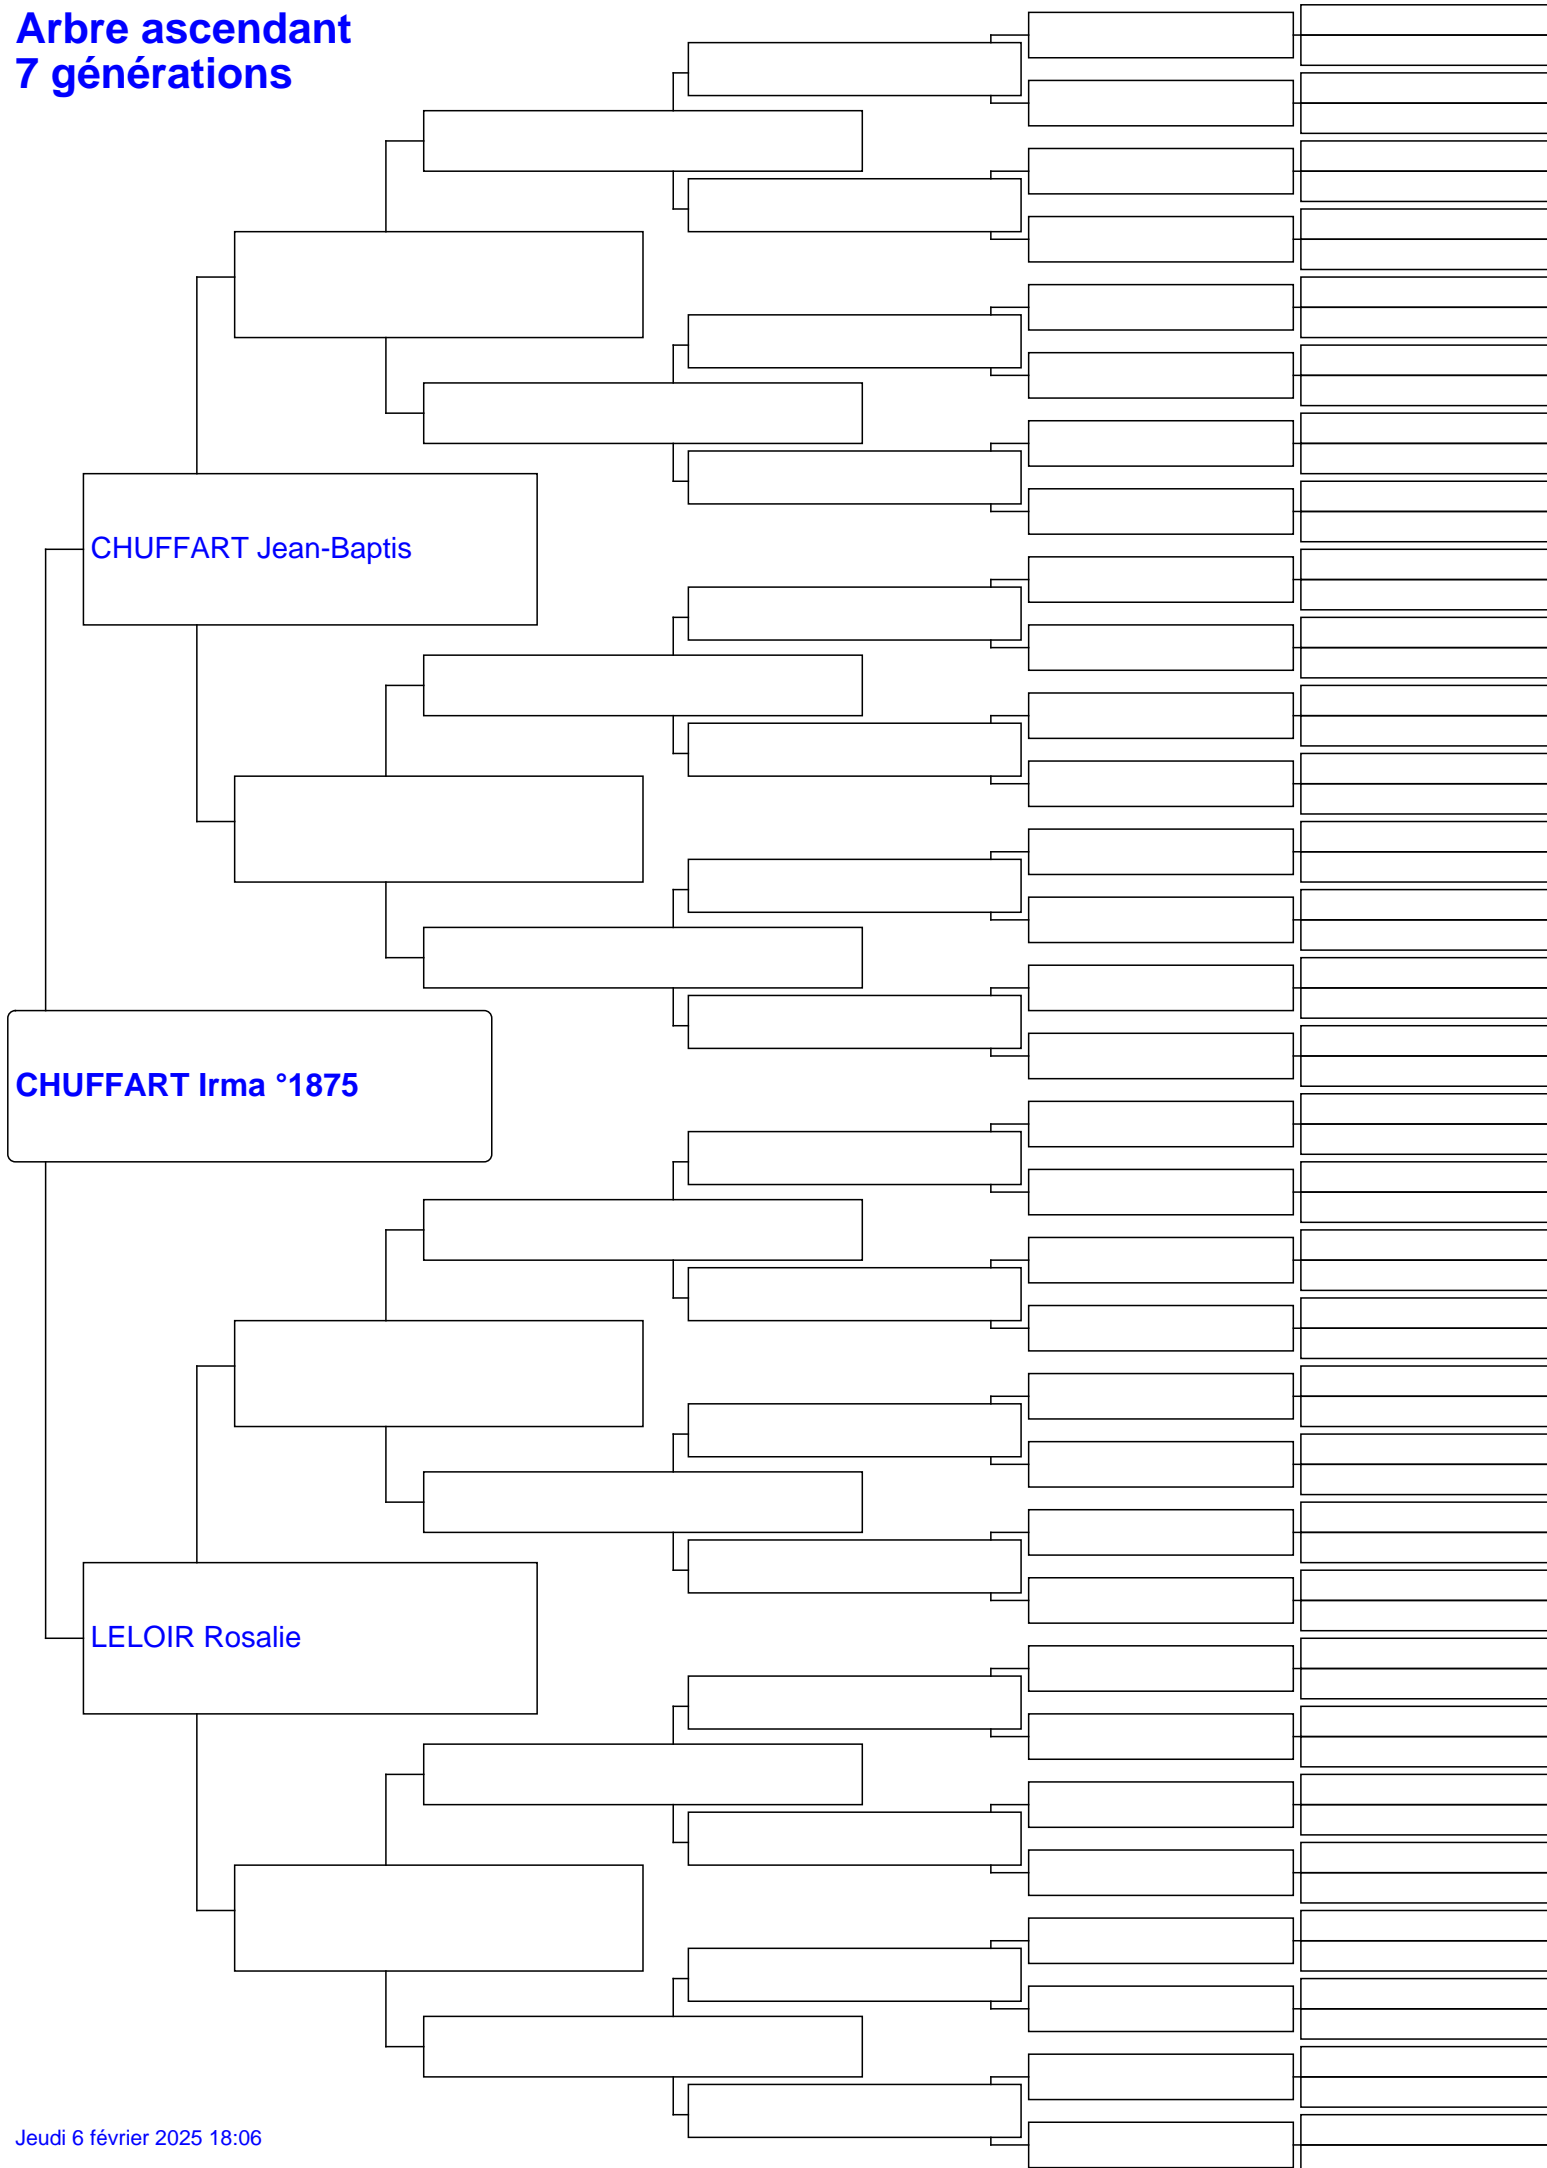 Arbre ascendant
7 générations
CHUFFART Jean-Baptis
CHUFFART Irma °1875
LELOIR Rosalie
Jeudi 6 février 2025 18:06